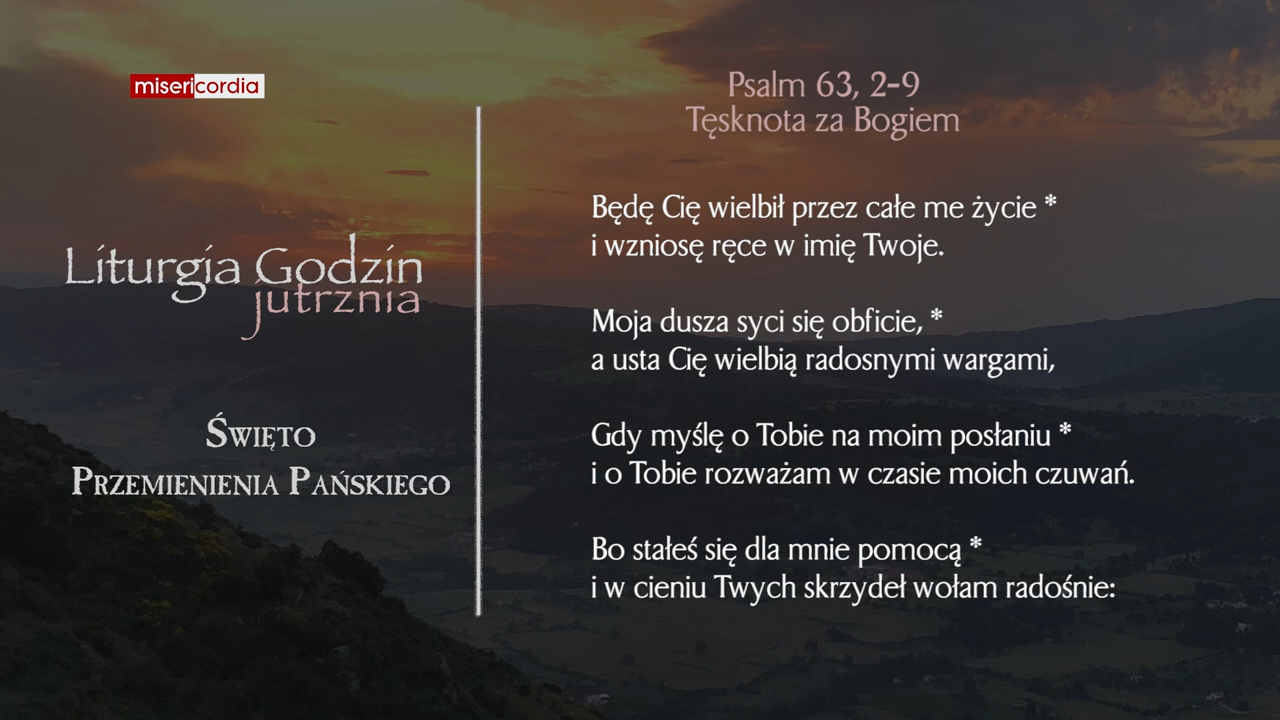 misericordia
Liturgia Godzin
jutrznia
Święto
Przemienienia Pańskiego
Psalm 63, 2-9
Tęsknota za Bogiem
Będę Cię wielbił przez całe me życie *
i wzniosę ręce w imię Twoje.
Moja dusza syci się obficie, *
a usta Cię wielbią radosnymi wargami,
Gdy myślę o Tobie na moim posłaniu *
i o Tobie rozważam w czasie moich czuwań.
Bo stałeś się dla mnie pomocą *
i w cieniu Twych skrzydeł wołam radośnie: